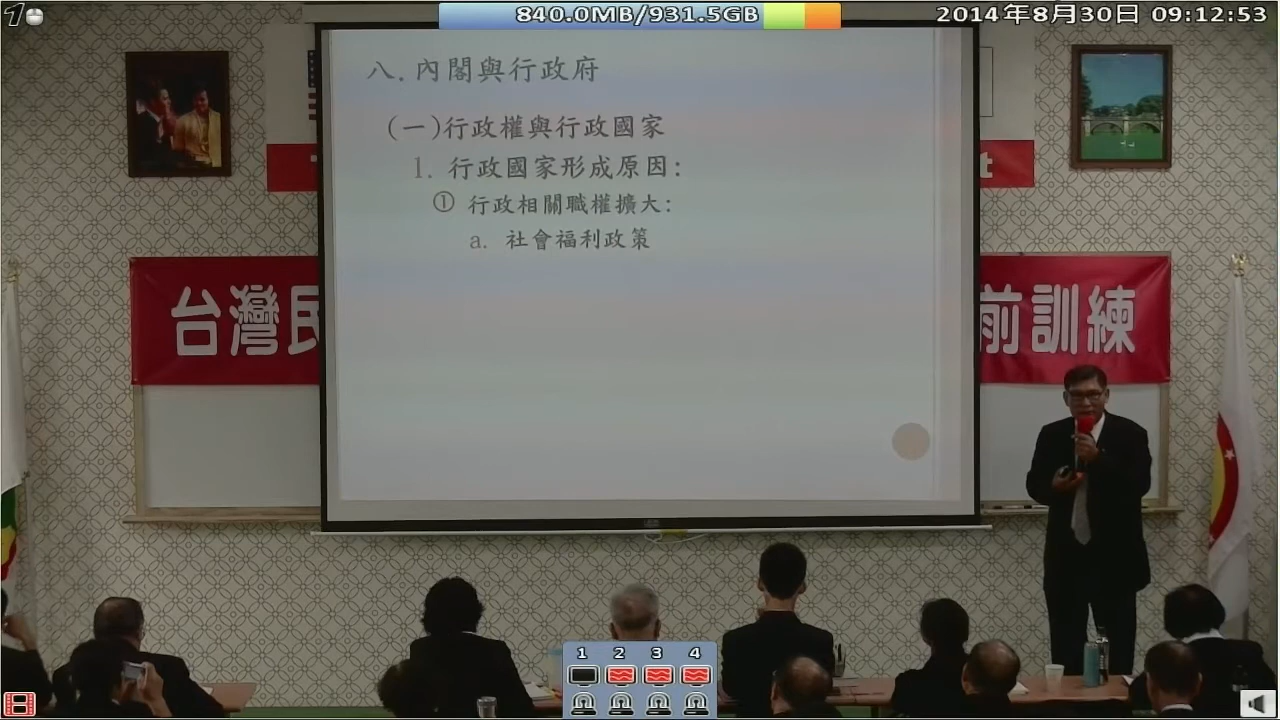 1
840.0MB/931.5GB
2014年8月30日 09:12:53
八. 內閣與行政府
(一)行政權與行政國家
1. 行政國家形成原因:
① 行政相關職權擴大:
a. 社會福利政策
t
台灣民
前訓練
1 2 3 4